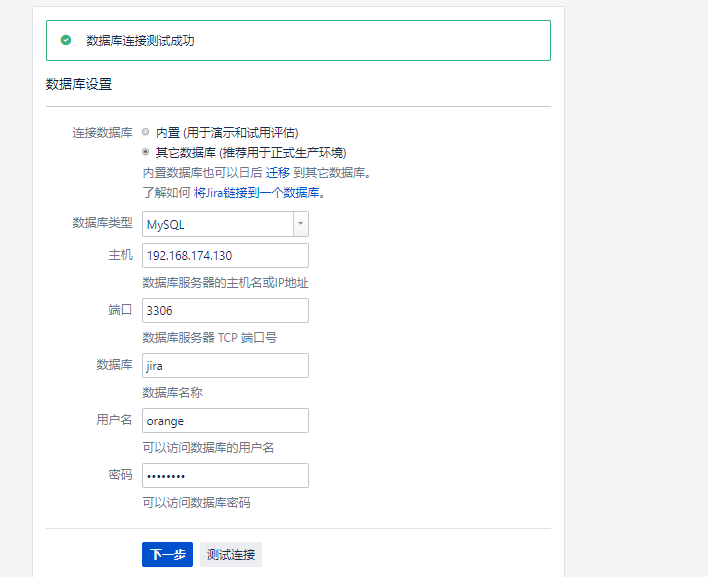 数据库连接测试成功
数据库设置
连接数据库 内置 (用于演示和试用评估)
其它数据库 (推荐用于正式生产环境)
内置数据库也可以日后 迁移 到其它数据库。
了解如何 将Jira链接到一个数据库。
数据库类型 MySQL
主机 192.168.174.130
数据库服务器的主机名或IP地址
端口 3306
数据库服务器 TCP 端口号
数据库 jira
数据库名称
用户名 orange
可以访问数据库的用户名
密码 ••••••••
可以访问数据库密码
下一步 测试连接